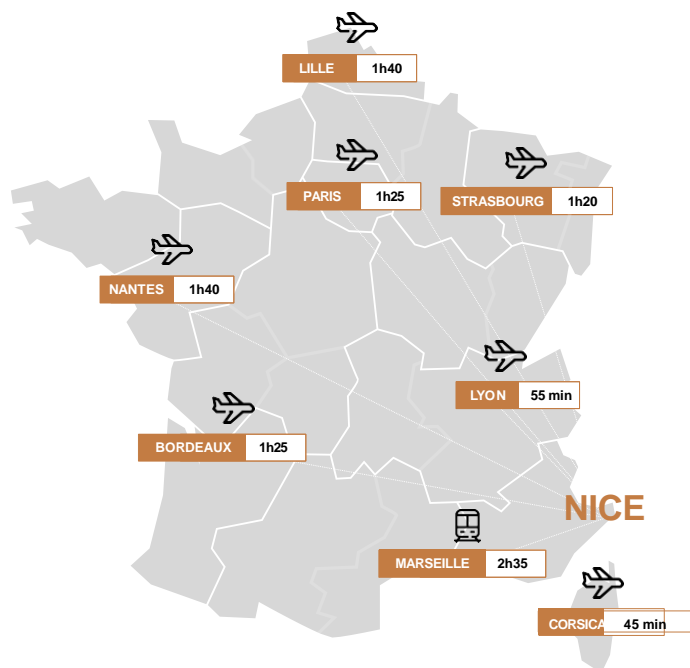 LILLE 1h40
PARIS 1h25
STRASBOURG 1h20
NANTES 1h40
LYON 55 min
BORDEAUX 1h25
NICE
MARSEILLE 2h35
CORSICA 45 min